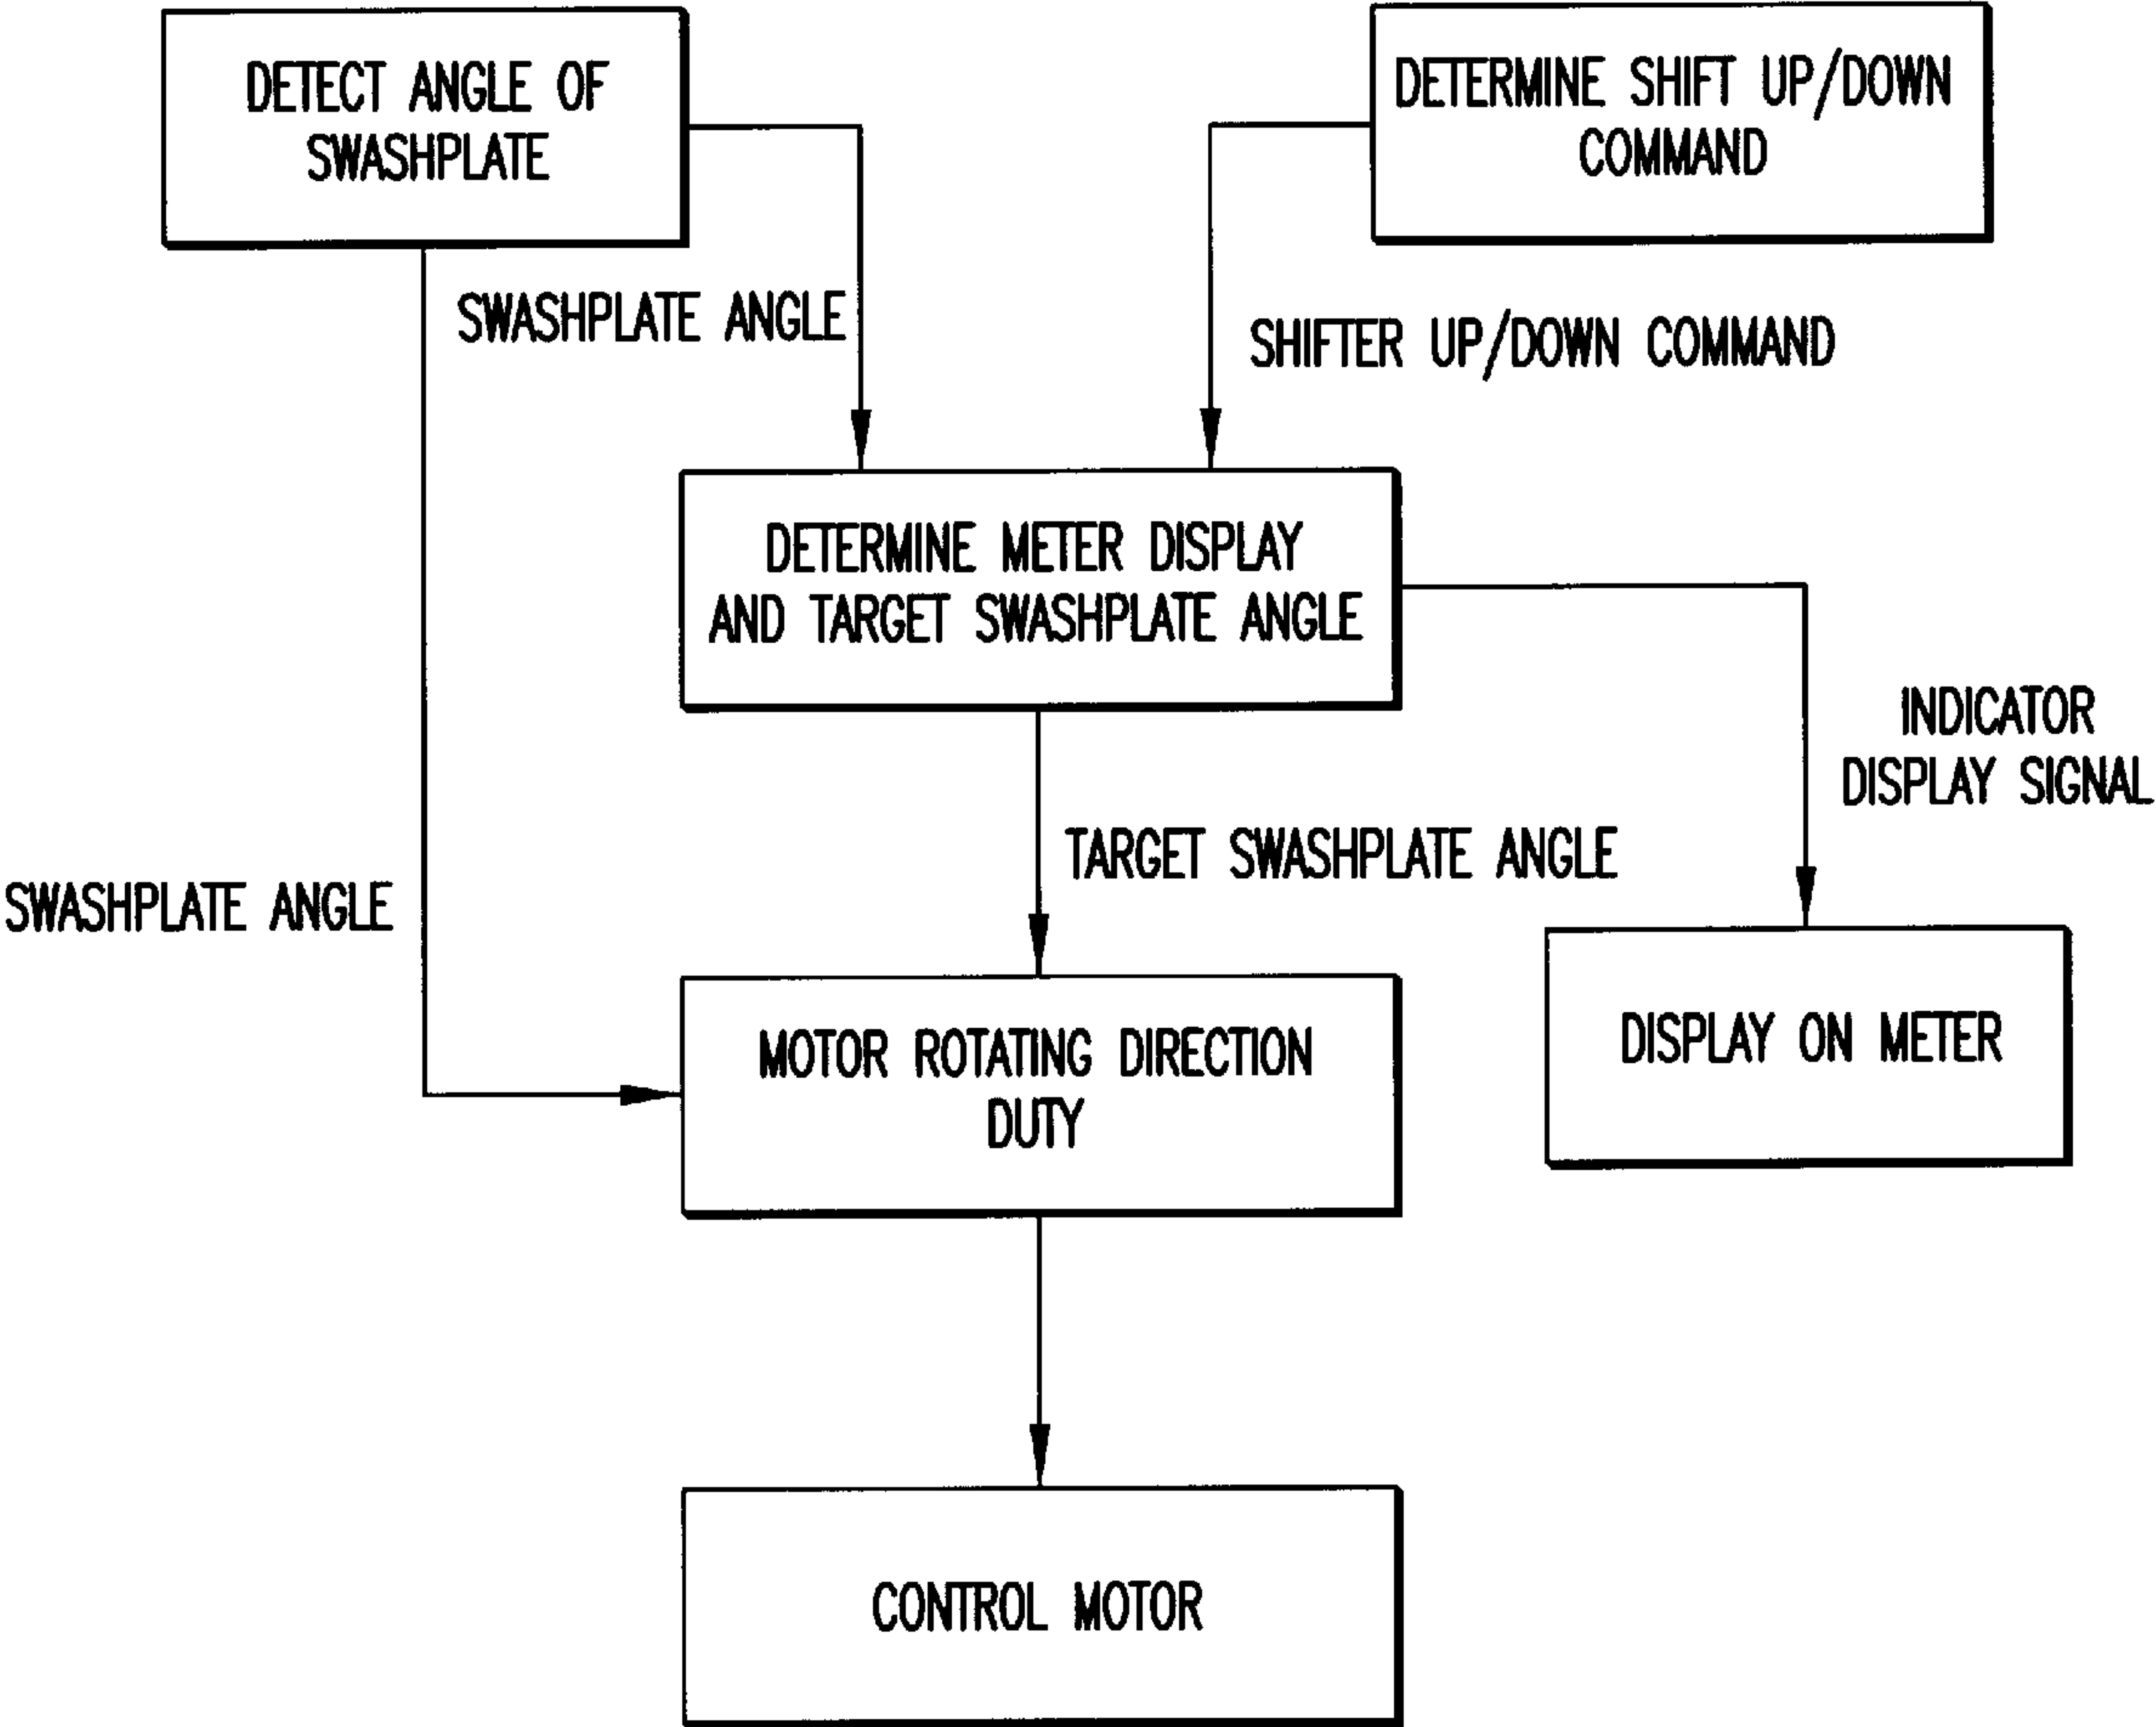 DETECT ANGLE OF
SWASHPLATE
DETERMINE SHIFT UP/DOWN
COMMAND
SWASHPLATE ANGLE
SHIFTER UP/DOWN COMMAND
DETERMINE METER DISPLAY
AND TARGET SWASHPLATE ANGLE
INDICATOR
DISPLAY SIGNAL
TARGET SWASHPLATE ANGLE
SWASHPLATE ANGLE
MOTOR ROTATING DIRECTION
DUTY
DISPLAY ON METER
CONTROL MOTOR